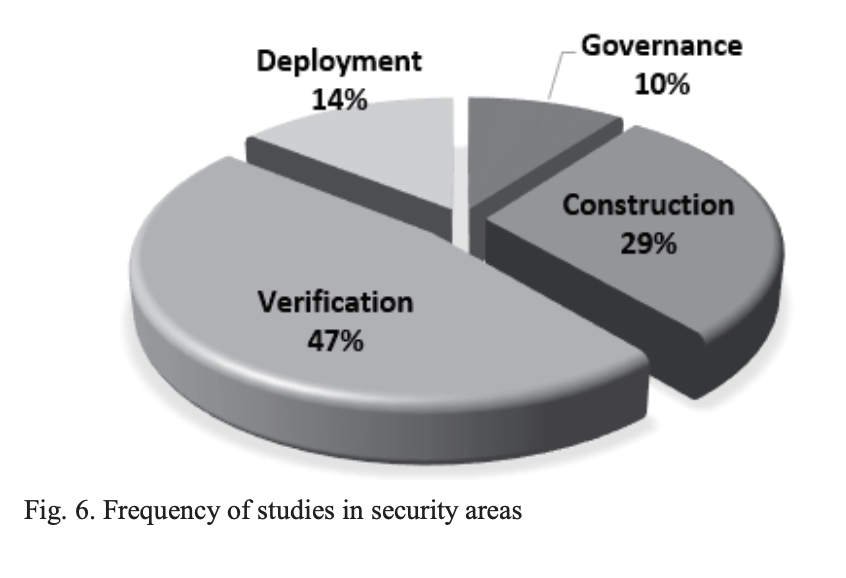 Governance
10%
Deployment
14%
Construction
29%
Verification
47%
Fig. 6. Frequency of studies in security areas